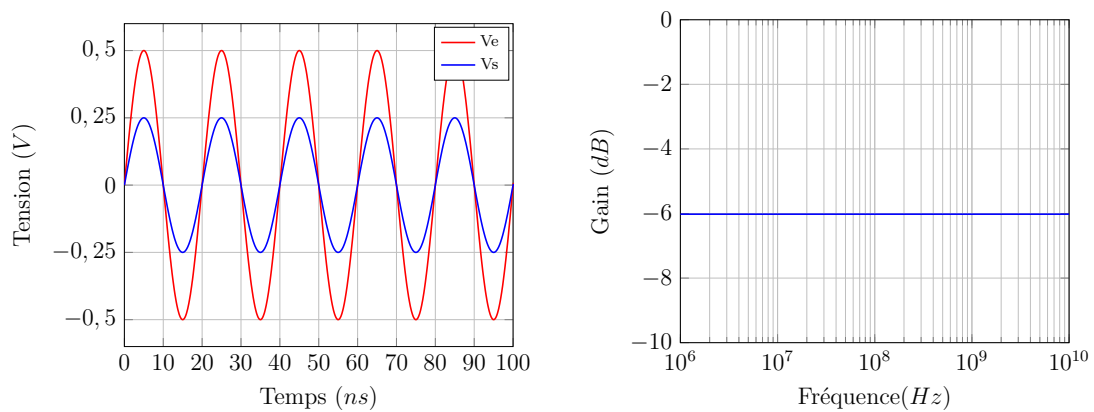 Tension (V)
0,5
0,25
0
−0,25
−0,5
Ve
Vs
0 10 20 30 40 50 60 70 80 90 100
Temps (ns)
Gain (dB)
0
−2
−4
−6
−8
−10
10^6 10^7 10^8 10^9 10^10
Fréquence(Hz)